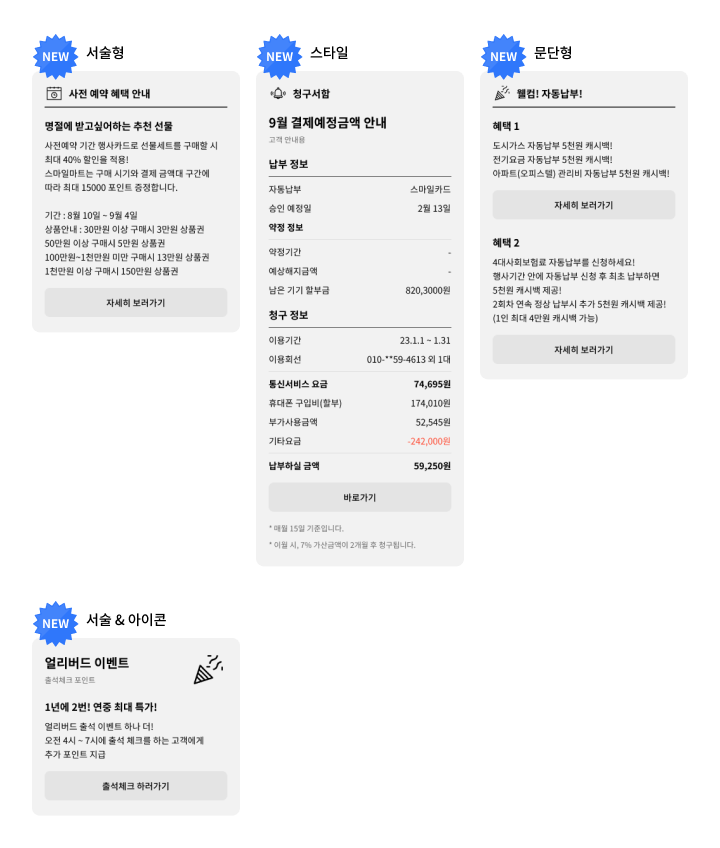 NEW 서술형
사전 예약 혜택 안내
명절에 받고싶어하는 추천 선물
사전예약 기간 행사카드로 선물세트를 구매할 시
최대 40% 할인을 적용!
스마일마트는 구매 시기와 결제 금액대 구간에
따라 최대 15000 포인트 증정합니다.
기간 : 8월 10일 ~ 9월 4일
상품안내 : 30만원 이상 구매시 3만원 상품권
50만원 이상 구매시 5만원 상품권
100만원~1천만원 미만 구매시 13만원 상품권
1천만원 이상 구매시 150만원 상품권
자세히 보러가기
NEW 스타일
청구서함
9월 결제예정금액 안내
고객 안내용
납부 정보
자동납부 스마일카드
승인 예정일 2월 13일
약정 정보
약정기간 -
예상해지금액 -
남은 기기 할부금 820,3000원
청구 정보
이용기간 23.1.1 ~ 1.31
이용회선 010-**59-4613 외 1대
통신서비스 요금 74,695원
휴대폰 구입비(할부) 174,010원
부가사용금액 52,545원
기타요금 -242,000원
납부하실 금액 59,250원
바로가기
* 매월 15일 기준입니다.
* 이월 시, 7% 가산금액이 2개월 후 청구됩니다.
NEW 문단형
웰컴! 자동납부!
혜택 1
도시가스 자동납부 5천원 캐시백!
전기요금 자동납부 5천원 캐시백!
아파트(오피스텔) 관리비 자동납부 5천원 캐시백!
자세히 보러가기
혜택 2
4대사회보험료 자동납부를 신청하세요!
행사기간 안에 자동납부 신청 후 최초 납부하면
5천원 캐시백 제공!
2회차 연속 정상 납부시 추가 5천원 캐시백 제공!
(1인 최대 4만원 캐시백 가능)
자세히 보러가기
NEW 서술 & 아이콘
얼리버드 이벤트
출석체크 포인트
1년에 2번! 연중 최대 특가!
얼리버드 출석 이벤트 하나 더!
오전 4시 ~ 7시에 출석 체크를 하는 고객에게
추가 포인트 지급
출석체크 하러가기